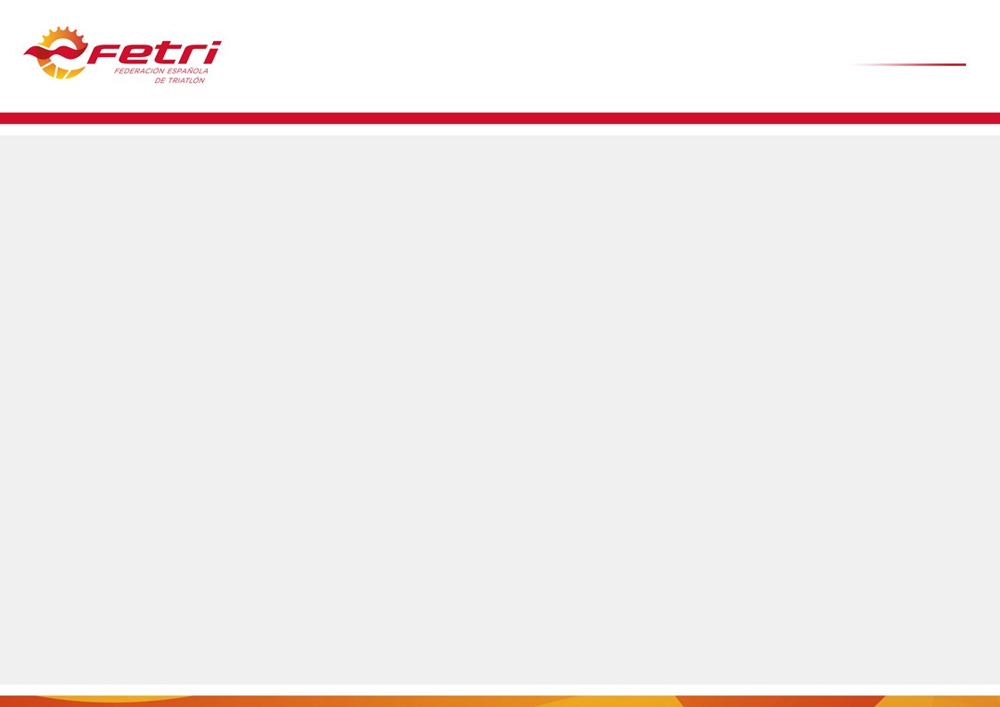 fetri
FEDERACIÓN ESPAÑOLA
DE TRIATLÓN